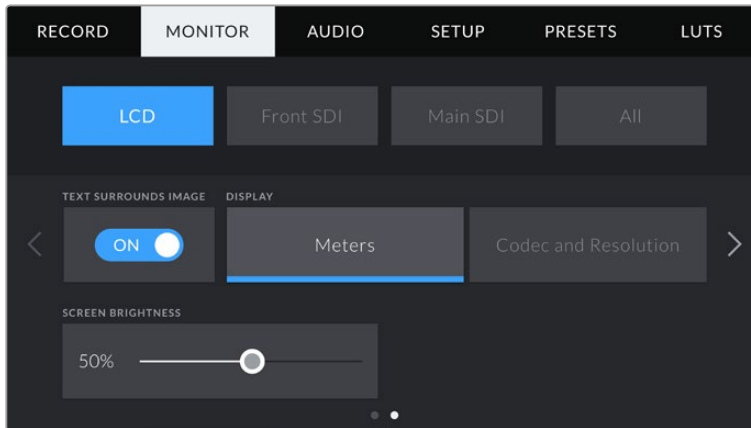 RECORD MONITOR AUDIO SETUP PRESETS LUTS
LCD Front SDI Main SDI All
TEXT SURROUNDS IMAGE DISPLAY
ON Meters Codec and Resolution
SCREEN BRIGHTNESS
50%